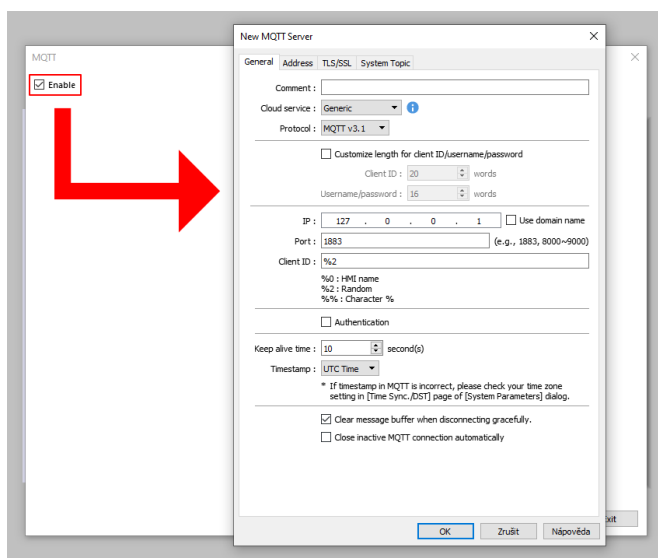 MQTT
Enable
New MQTT Server
General Address TLS/SSL System Topic
Comment :
Cloud service : Generic
Protocol : MQTT v3.1
Customize length for client ID/username/password
Client ID : 20 words
Username/password : 16 words
IP : 127 . 0 . 0 . 1 Use domain name
Port : 1883 (e.g., 1883, 8000~9000)
Client ID : %2
%0 : HMI name
%2 : Random
%% : Character %
Authentication
Keep alive time : 10 second(s)
Timestamp : UTC Time
* If timestamp in MQTT is incorrect, please check your time zone
setting in [Time Sync./DST] page of [System Parameters] dialog.
Clear message buffer when disconnecting gracefully.
Close inactive MQTT connection automatically
OK Zrušit Nápověda